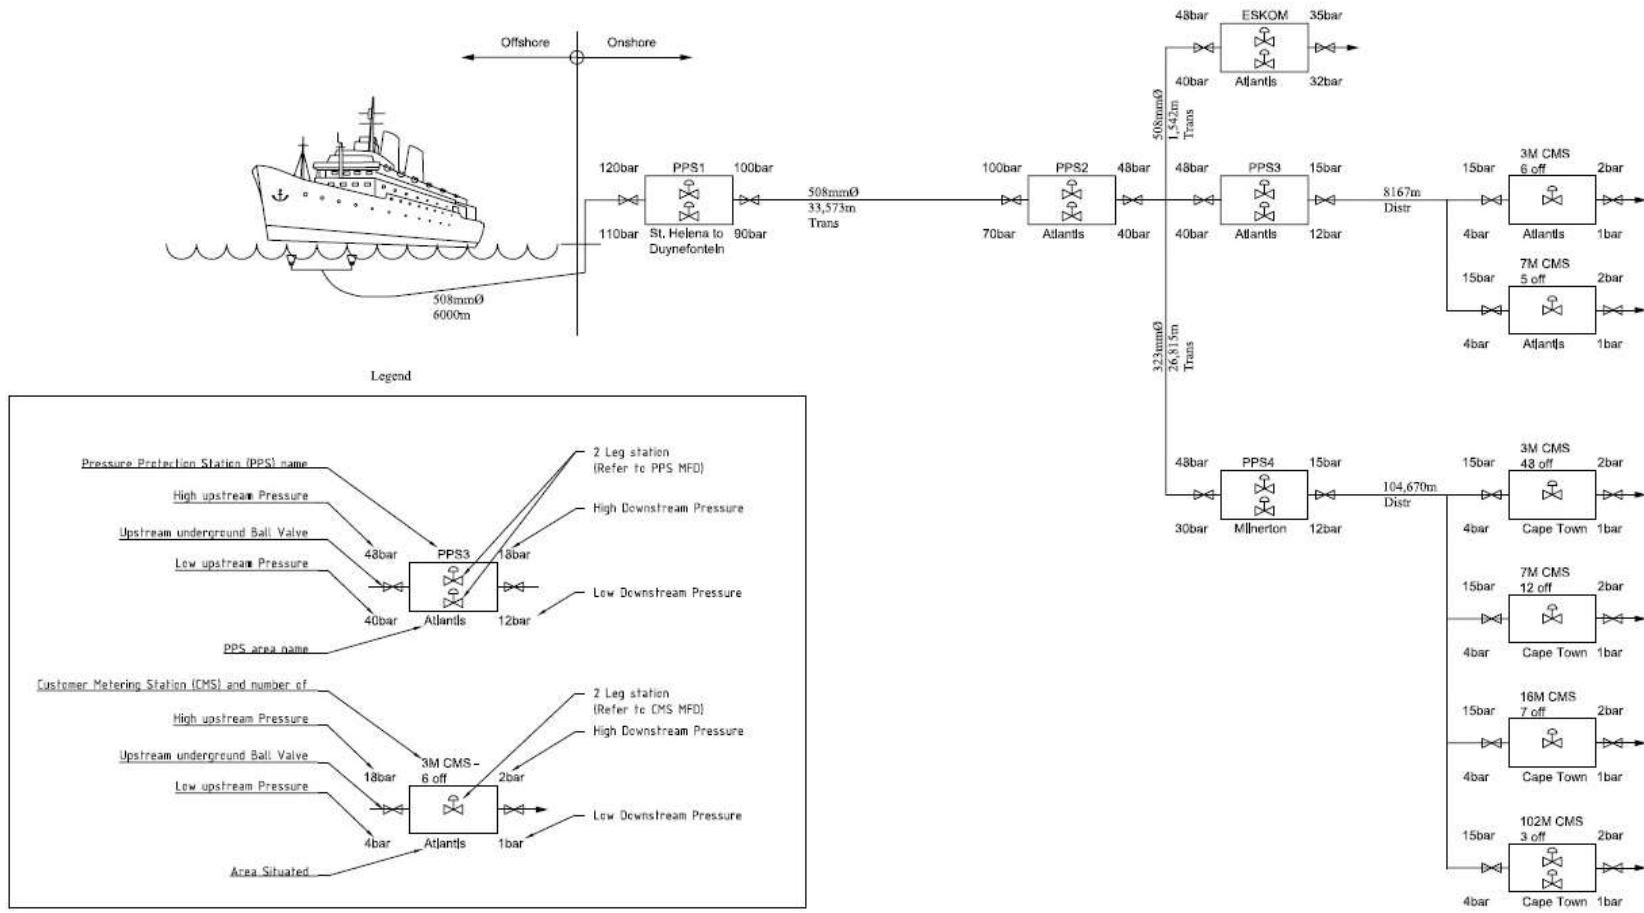 Offshore
Onshore
508mmØ
6000m
120bar
PPS1
100bar
110bar
St. Helena to
Duynefontein
90bar
508mmØ
33,573m
Trans
100bar
PPS2
48bar
70bar
Atlantis
40bar
48bar
ESKOM
35bar
40bar
Atlantis
32bar
508mmØ
1,542m
Trans
48bar
PPS3
15bar
40bar
Atlantis
12bar
8167m
Distr
15bar
3M CMS
6 off
2bar
4bar
Atlantis
1bar
15bar
7M CMS
5 off
2bar
4bar
Atlantis
1bar
323mmØ
26,815m
Trans
48bar
PPS4
15bar
30bar
Milnerton
12bar
104,670m
Distr
15bar
3M CMS
48 off
2bar
4bar
Cape Town
1bar
15bar
7M CMS
12 off
2bar
4bar
Cape Town
1bar
15bar
16M CMS
7 off
2bar
4bar
Cape Town
1bar
15bar
102M CMS
3 off
2bar
4bar
Cape Town
1bar
Legend
Pressure Protection Station (PPS) name
High upstream Pressure
Upstream underground Ball Valve
Low upstream Pressure
PPS area name
48bar
PPS3
18bar
40bar
Atlantis
12bar
2 Leg station
(Refer to PPS MFD)
High Downstream Pressure
Low Downstream Pressure
Customer Metering Station (CMS) and number of
High upstream Pressure
Upstream underground Ball Valve
Low upstream Pressure
Area Situated
18bar
3M CMS -
6 off
2bar
4bar
Atlantis
1bar
2 Leg station
(Refer to CMS MFD)
High Downstream Pressure
Low Downstream Pressure